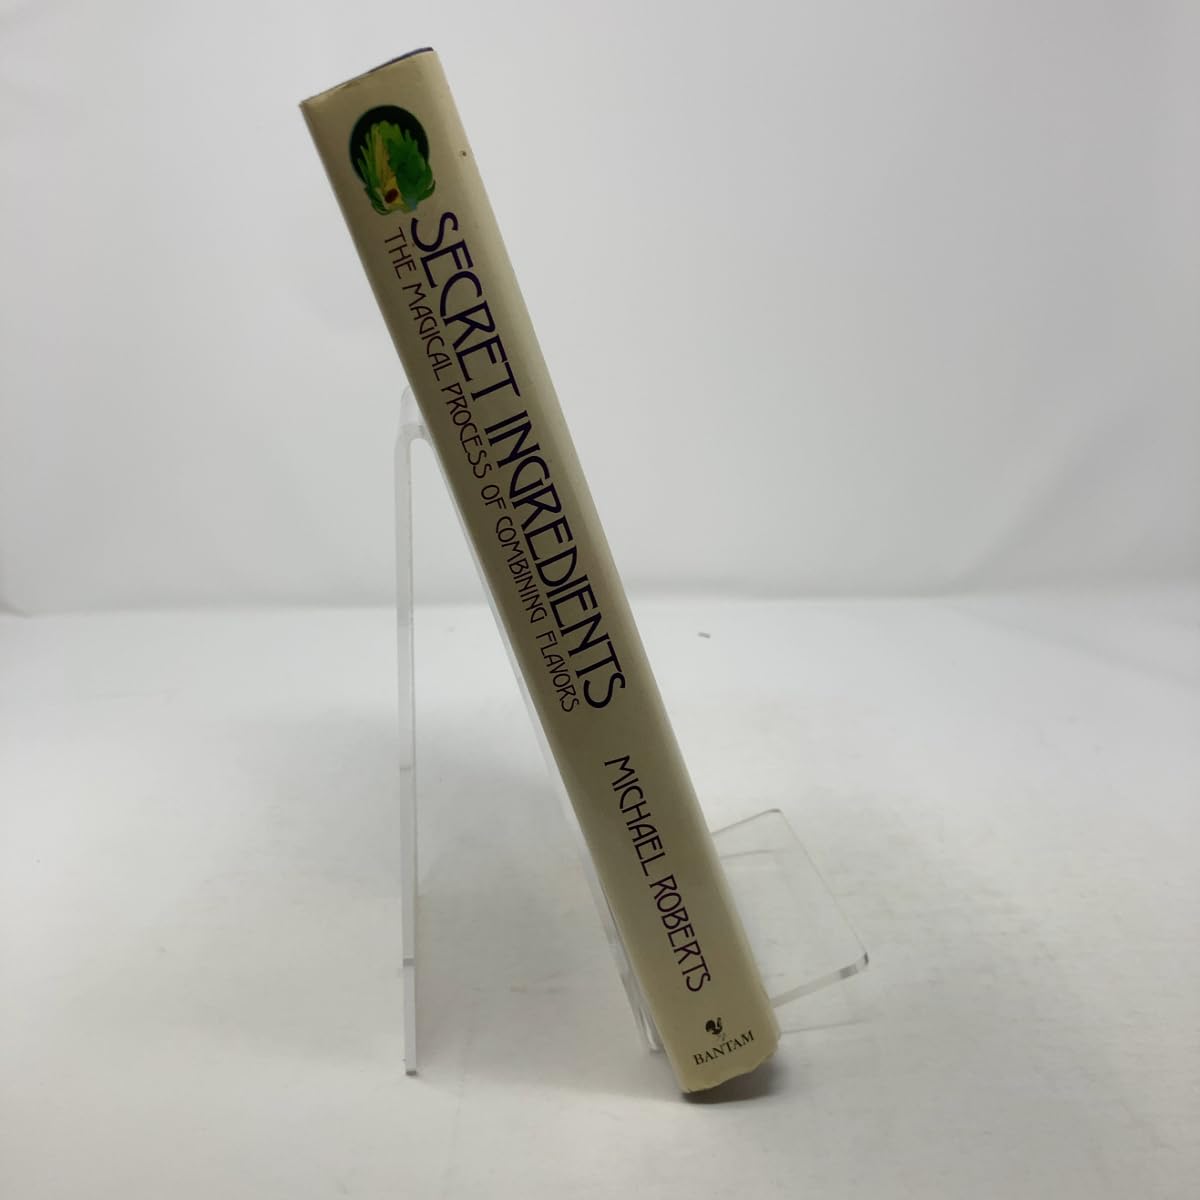 SECRET INGREDIENTS
THE MAGICAL PROCESS OF COMBINING FLAVORS
MICHAEL ROBERTS
BANTAM